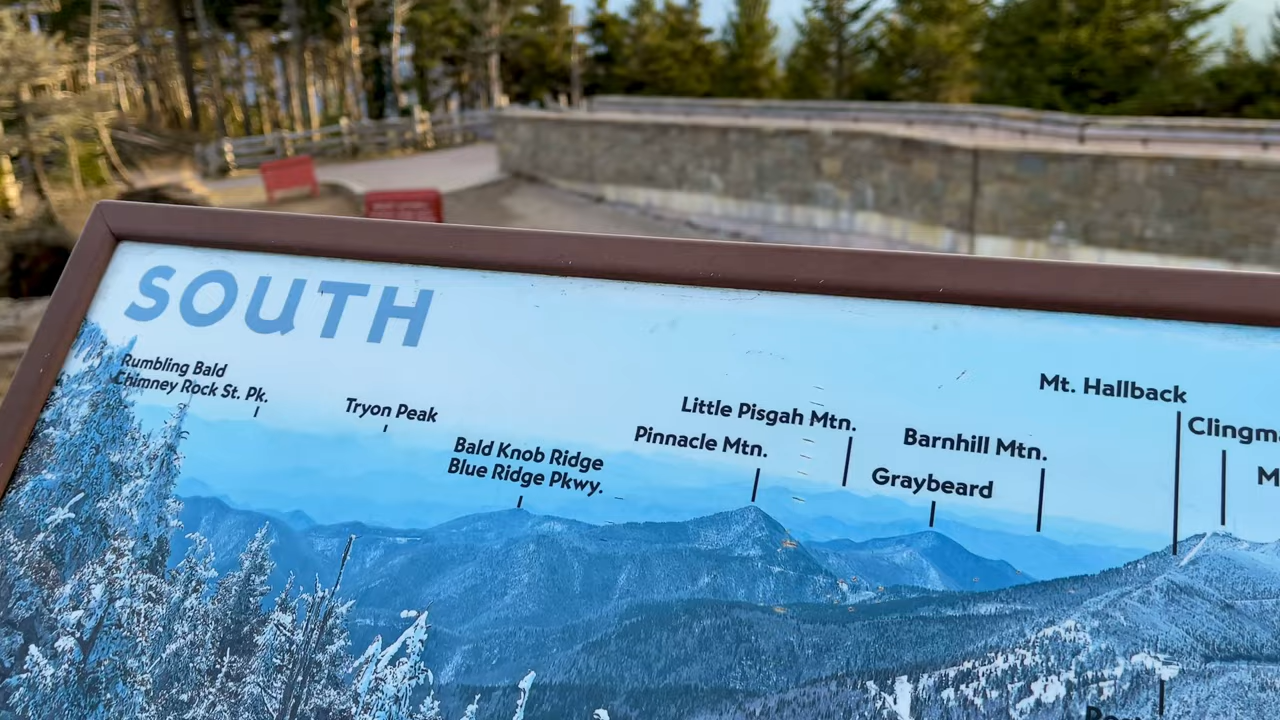 SOUTH
Rumbling Bald
Chimney Rock St. Pk.
Tryon Peak
Bald Knob Ridge
Blue Ridge Pkwy.
Little Pisgah Mtn.
Pinnacle Mtn.
Barnhill Mtn.
Graybeard
Mt. Hallback
Clingm
M